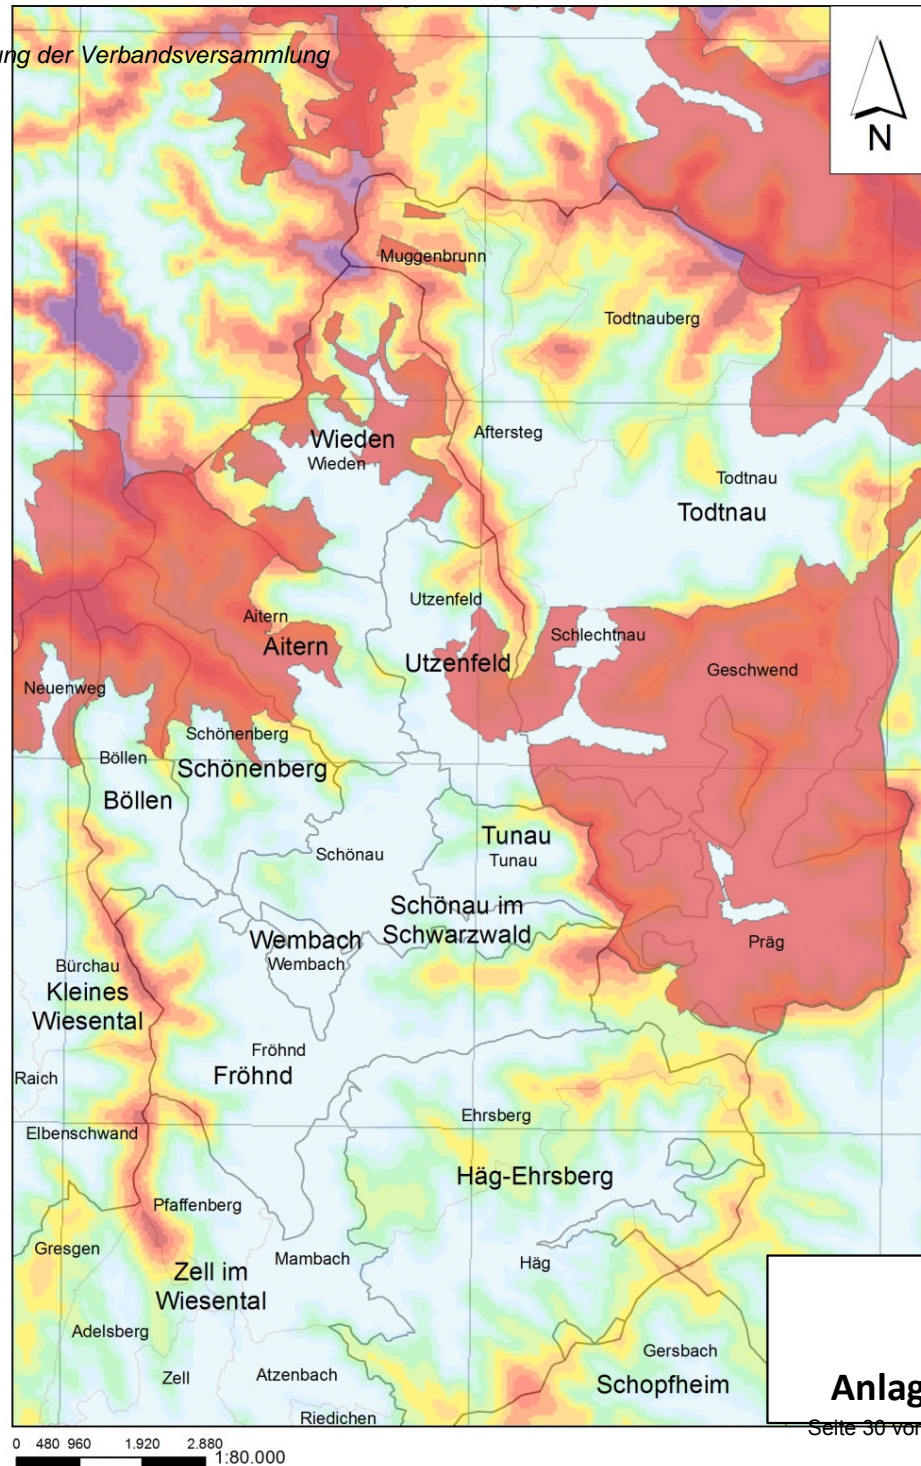 ung der Verbandsversammlung
N
Muggenbrunn
Todtnauberg
Aftersteg
Wieden
Wieden
Todtnau
Todtnau
Utzenfeld
Aitern
Schlechtnau
Aitern
Utzenfeld
Geschwend
Neuenweg
Schönenberg
Böllen
Schönenberg
Böllen
Tunau
Schönau
Tunau
Schönau im
Schwarzwald
Wembach
Präg
Wembach
Bürchau
Kleines
Wiesental
Fröhnd
Fröhnd
Raich
Ehrsberg
Elbenschwand
Häg-Ehrsberg
Pfaffenberg
Gresgen
Mambach
Häg
Zell im
Wiesental
Adelsberg
Gersbach
Zell
Atzenbach
Schopfheim
Anlag
Riedichen
Seite 30 vor
0 480 960 1.920 2.880
1:80.000